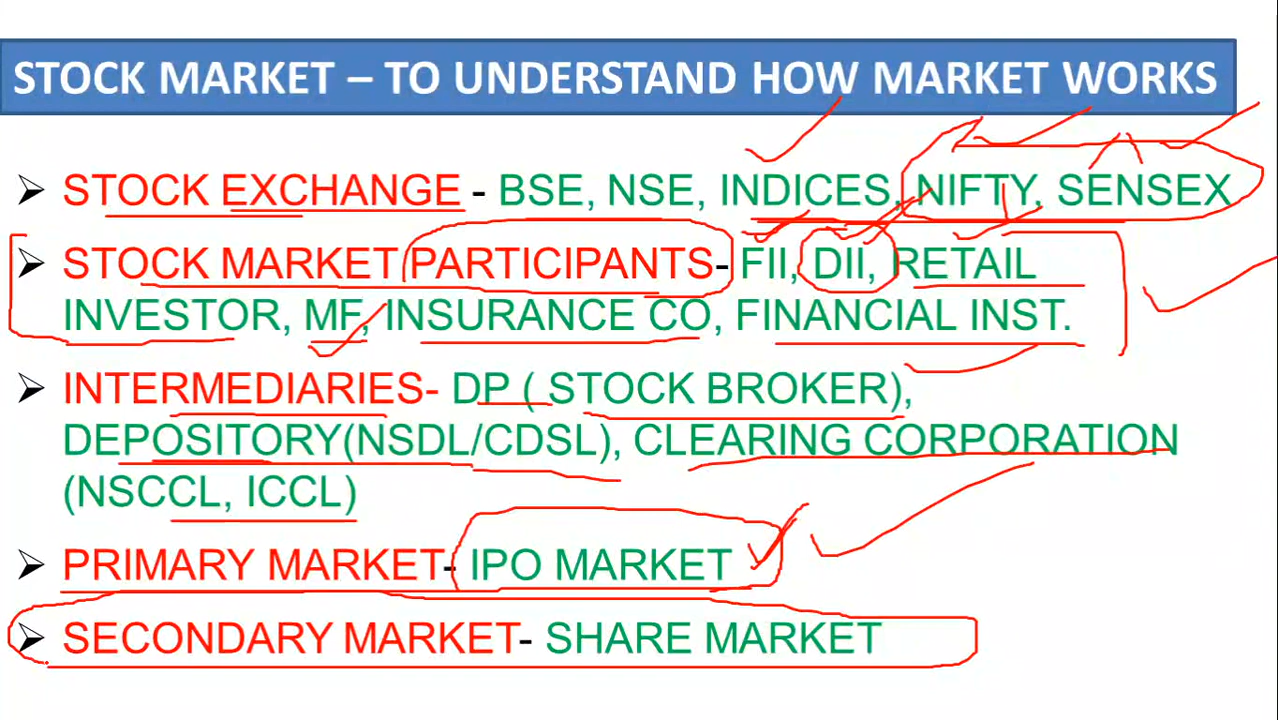 STOCK MARKET – TO UNDERSTAND HOW MARKET WORKS
➢ STOCK EXCHANGE - BSE, NSE, INDICES, NIFTY, SENSEX
➢ STOCK MARKET PARTICIPANTS- FII, DII, RETAIL
INVESTOR, MF, INSURANCE CO, FINANCIAL INST.
➢ INTERMEDIARIES- DP ( STOCK BROKER),
DEPOSITORY(NSDL/CDSL), CLEARING CORPORATION
(NSCCL, ICCL)
➢ PRIMARY MARKET- IPO MARKET
➢ SECONDARY MARKET- SHARE MARKET